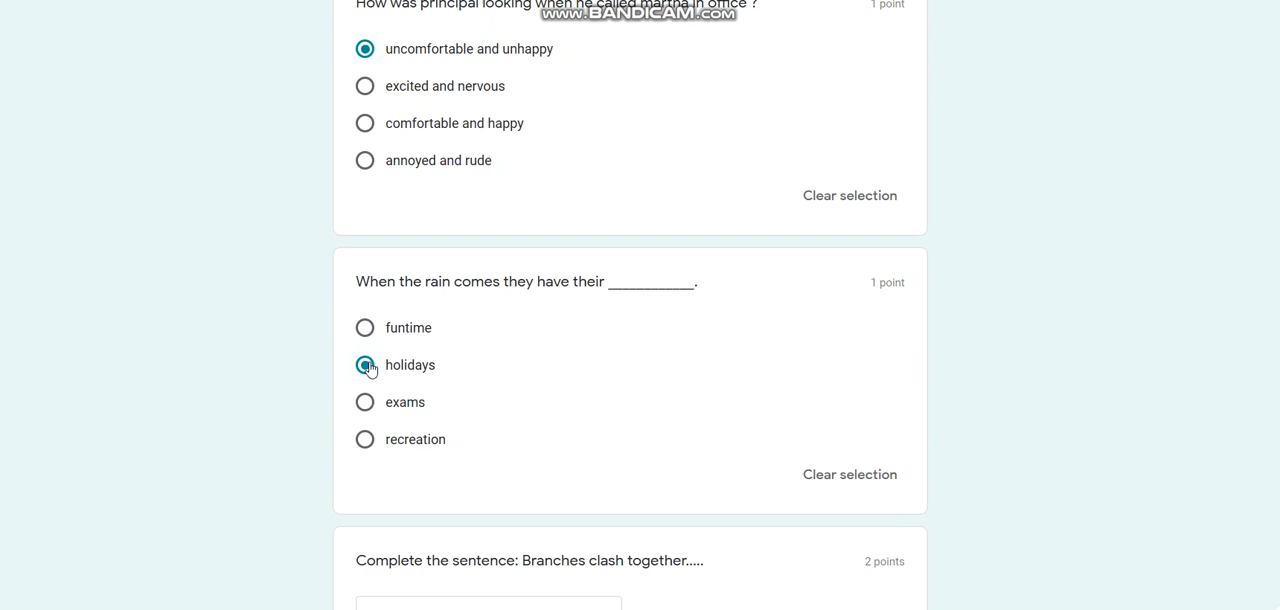 How was principal looking when he called martha in office ?
1 point
www.BANDICAM.com
uncomfortable and unhappy
excited and nervous
comfortable and happy
annoyed and rude
Clear selection
When the rain comes they have their ____________.
1 point
funtime
holidays
exams
recreation
Clear selection
Complete the sentence: Branches clash together.....
2 points